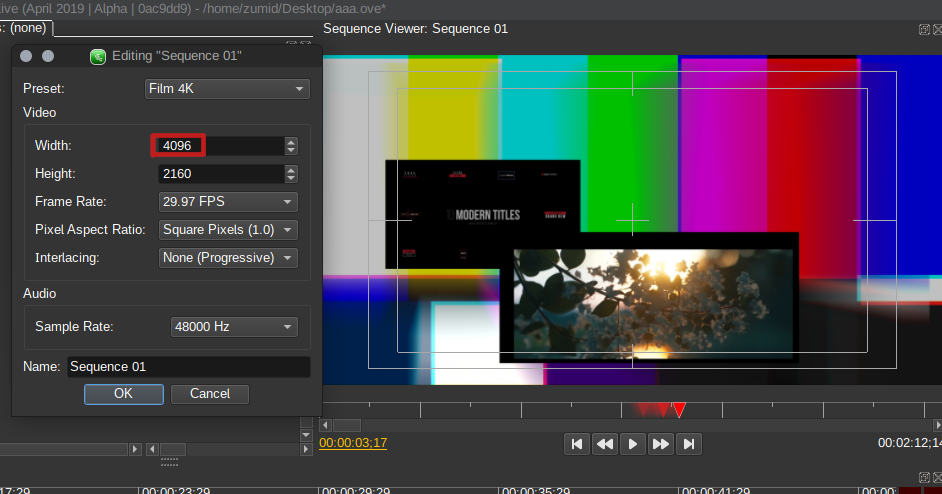 live (April 2019 | Alpha | 0ac9dd9) - /home/zumid/Desktop/aaa.ove*
s: (none)
Sequence Viewer: Sequence 01
Editing "Sequence 01"
Preset: Film 4K
Video
Width: 4096
Height: 2160
Frame Rate: 29.97 FPS
Pixel Aspect Ratio: Square Pixels (1.0)
Interlacing: None (Progressive)
Audio
Sample Rate: 48000 Hz
Name: Sequence 01
OK Cancel
MODERN TITLES
00:00:03;17
00:02:12;14
17:29 00:00:23;29 00:00:29;29 00:00:35;29 00:00:41;29 00:00: